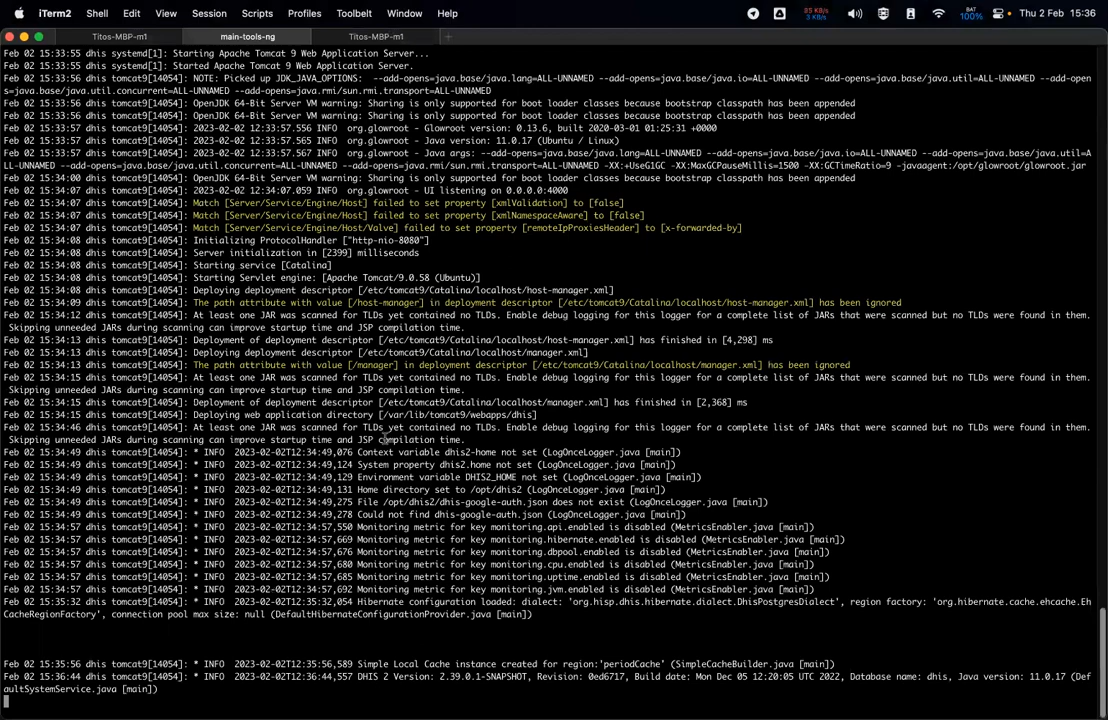 iTerm2 Shell Edit View Session Scripts Profiles Toolbelt Window Help 85 KB/s 3 KB/s BAT 100% Thu 2 Feb 15:36
Titos-MBP-m1 main-tools-ng Titos-MBP-m1 +
Feb 02 15:33:55 dhis systemd[1]: Starting Apache Tomcat 9 Web Application Server...
Feb 02 15:33:55 dhis systemd[1]: Started Apache Tomcat 9 Web Application Server.
Feb 02 15:33:56 dhis tomcat9[14054]: NOTE: Picked up JDK_JAVA_OPTIONS:  --add-opens=java.base/java.lang=ALL-UNNAMED --add-opens=java.base/java.io=ALL-UNNAMED --add-opens=java.base/java.util=ALL-UNNAMED --add-open
s=java.base/java.util.concurrent=ALL-UNNAMED --add-opens=java.rmi/sun.rmi.transport=ALL-UNNAMED
Feb 02 15:33:56 dhis tomcat9[14054]: OpenJDK 64-Bit Server VM warning: Sharing is only supported for boot loader classes because bootstrap classpath has been appended
Feb 02 15:33:56 dhis tomcat9[14054]: OpenJDK 64-Bit Server VM warning: Sharing is only supported for boot loader classes because bootstrap classpath has been appended
Feb 02 15:33:57 dhis tomcat9[14054]: 2023-02-02 12:33:57.556 INFO  org.glowroot - Glowroot version: 0.13.6, built 2020-03-01 01:25:31 +0000
Feb 02 15:33:57 dhis tomcat9[14054]: 2023-02-02 12:33:57.565 INFO  org.glowroot - Java version: 11.0.17 (Ubuntu / Linux)
Feb 02 15:33:57 dhis tomcat9[14054]: 2023-02-02 12:33:57.567 INFO  org.glowroot - Java args: --add-opens=java.base/java.lang=ALL-UNNAMED --add-opens=java.base/java.io=ALL-UNNAMED --add-opens=java.base/java.util=A
LL-UNNAMED --add-opens=java.base/java.util.concurrent=ALL-UNNAMED --add-opens=java.rmi/sun.rmi.transport=ALL-UNNAMED -XX:+UseG1GC -XX:MaxGCPauseMillis=1500 -XX:GCTimeRatio=9 -javaagent:/opt/glowroot/glowroot.jar
Feb 02 15:34:00 dhis tomcat9[14054]: OpenJDK 64-Bit Server VM warning: Sharing is only supported for boot loader classes because bootstrap classpath has been appended
Feb 02 15:34:07 dhis tomcat9[14054]: 2023-02-02 12:34:07.059 INFO  org.glowroot - UI listening on 0.0.0.0:4000
Feb 02 15:34:07 dhis tomcat9[14054]: Match [Server/Service/Engine/Host] failed to set property [xmlValidation] to [false]
Feb 02 15:34:07 dhis tomcat9[14054]: Match [Server/Service/Engine/Host] failed to set property [xmlNamespaceAware] to [false]
Feb 02 15:34:07 dhis tomcat9[14054]: Match [Server/Service/Engine/Host/Valve] failed to set property [remoteIpProxiesHeader] to [x-forwarded-by]
Feb 02 15:34:08 dhis tomcat9[14054]: Initializing ProtocolHandler ["http-nio-8080"]
Feb 02 15:34:08 dhis tomcat9[14054]: Server initialization in [2399] milliseconds
Feb 02 15:34:08 dhis tomcat9[14054]: Starting service [Catalina]
Feb 02 15:34:08 dhis tomcat9[14054]: Starting Servlet engine: [Apache Tomcat/9.0.58 (Ubuntu)]
Feb 02 15:34:08 dhis tomcat9[14054]: Deploying deployment descriptor [/etc/tomcat9/Catalina/localhost/host-manager.xml]
Feb 02 15:34:09 dhis tomcat9[14054]: The path attribute with value [/host-manager] in deployment descriptor [/etc/tomcat9/Catalina/localhost/host-manager.xml] has been ignored
Feb 02 15:34:12 dhis tomcat9[14054]: At least one JAR was scanned for TLDs yet contained no TLDs. Enable debug logging for this logger for a complete list of JARs that were scanned but no TLDs were found in them.
 Skipping unneeded JARs during scanning can improve startup time and JSP compilation time.
Feb 02 15:34:13 dhis tomcat9[14054]: Deployment of deployment descriptor [/etc/tomcat9/Catalina/localhost/host-manager.xml] has finished in [4,298] ms
Feb 02 15:34:13 dhis tomcat9[14054]: Deploying deployment descriptor [/etc/tomcat9/Catalina/localhost/manager.xml]
Feb 02 15:34:13 dhis tomcat9[14054]: The path attribute with value [/manager] in deployment descriptor [/etc/tomcat9/Catalina/localhost/manager.xml] has been ignored
Feb 02 15:34:15 dhis tomcat9[14054]: At least one JAR was scanned for TLDs yet contained no TLDs. Enable debug logging for this logger for a complete list of JARs that were scanned but no TLDs were found in them.
 Skipping unneeded JARs during scanning can improve startup time and JSP compilation time.
Feb 02 15:34:15 dhis tomcat9[14054]: Deployment of deployment descriptor [/etc/tomcat9/Catalina/localhost/manager.xml] has finished in [2,368] ms
Feb 02 15:34:15 dhis tomcat9[14054]: Deploying web application directory [/var/lib/tomcat9/webapps/dhis]
Feb 02 15:34:46 dhis tomcat9[14054]: At least one JAR was scanned for TLDs yet contained no TLDs. Enable debug logging for this logger for a complete list of JARs that were scanned but no TLDs were found in them.
 Skipping unneeded JARs during scanning can improve startup time and JSP compilation time.
Feb 02 15:34:49 dhis tomcat9[14054]: * INFO  2023-02-02T12:34:49,076 Context variable dhis2-home not set (LogOnceLogger.java [main])
Feb 02 15:34:49 dhis tomcat9[14054]: * INFO  2023-02-02T12:34:49,124 System property dhis2.home not set (LogOnceLogger.java [main])
Feb 02 15:34:49 dhis tomcat9[14054]: * INFO  2023-02-02T12:34:49,129 Environment variable DHIS2_HOME not set (LogOnceLogger.java [main])
Feb 02 15:34:49 dhis tomcat9[14054]: * INFO  2023-02-02T12:34:49,131 Home directory set to /opt/dhis2 (LogOnceLogger.java [main])
Feb 02 15:34:49 dhis tomcat9[14054]: * INFO  2023-02-02T12:34:49,275 File /opt/dhis2/dhis-google-auth.json does not exist (LogOnceLogger.java [main])
Feb 02 15:34:49 dhis tomcat9[14054]: * INFO  2023-02-02T12:34:49,278 Could not find dhis-google-auth.json (LogOnceLogger.java [main])
Feb 02 15:34:57 dhis tomcat9[14054]: * INFO  2023-02-02T12:34:57,550 Monitoring metric for key monitoring.api.enabled is disabled (MetricsEnabler.java [main])
Feb 02 15:34:57 dhis tomcat9[14054]: * INFO  2023-02-02T12:34:57,669 Monitoring metric for key monitoring.hibernate.enabled is disabled (MetricsEnabler.java [main])
Feb 02 15:34:57 dhis tomcat9[14054]: * INFO  2023-02-02T12:34:57,676 Monitoring metric for key monitoring.dbpool.enabled is disabled (MetricsEnabler.java [main])
Feb 02 15:34:57 dhis tomcat9[14054]: * INFO  2023-02-02T12:34:57,680 Monitoring metric for key monitoring.cpu.enabled is disabled (MetricsEnabler.java [main])
Feb 02 15:34:57 dhis tomcat9[14054]: * INFO  2023-02-02T12:34:57,685 Monitoring metric for key monitoring.uptime.enabled is disabled (MetricsEnabler.java [main])
Feb 02 15:34:57 dhis tomcat9[14054]: * INFO  2023-02-02T12:34:57,692 Monitoring metric for key monitoring.jvm.enabled is disabled (MetricsEnabler.java [main])
Feb 02 15:35:32 dhis tomcat9[14054]: * INFO  2023-02-02T12:35:32,054 Hibernate configuration loaded: dialect: 'org.hisp.dhis.hibernate.dialect.DhisPostgresDialect', region factory: 'org.hibernate.cache.ehcache.Eh
CacheRegionFactory', connection pool max size: null (DefaultHibernateConfigurationProvider.java [main])
Feb 02 15:35:56 dhis tomcat9[14054]: * INFO  2023-02-02T12:35:56,589 Simple Local Cache instance created for region:'periodCache' (SimpleCacheBuilder.java [main])
Feb 02 15:36:44 dhis tomcat9[14054]: * INFO  2023-02-02T12:36:44,557 DHIS 2 Version: 2.39.0.1-SNAPSHOT, Revision: 0ed6717, Build date: Mon Dec 05 12:20:05 UTC 2022, Database name: dhis, Java version: 11.0.17 (Def
aultSystemService.java [main])